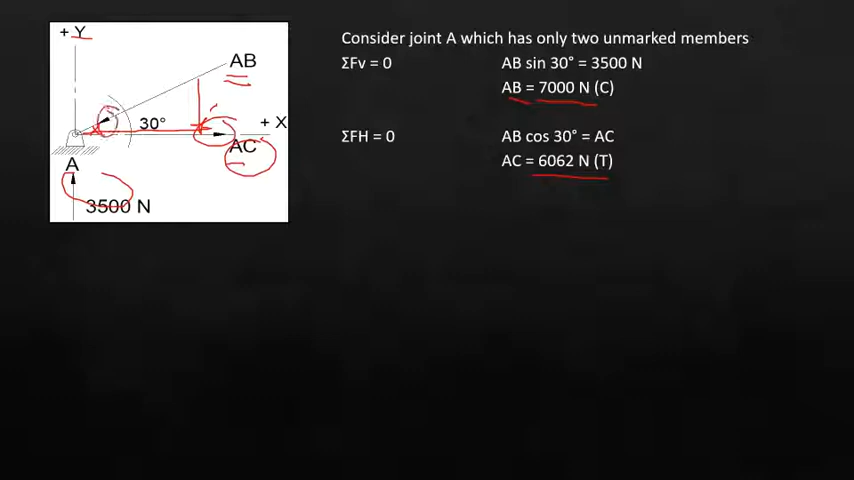 + Y
AB
30°
+ X
AC
A
3500 N
Consider joint A which has only two unmarked members
ΣFv = 0 AB sin 30° = 3500 N
AB = 7000 N (C)
ΣFH = 0 AB cos 30° = AC
AC = 6062 N (T)